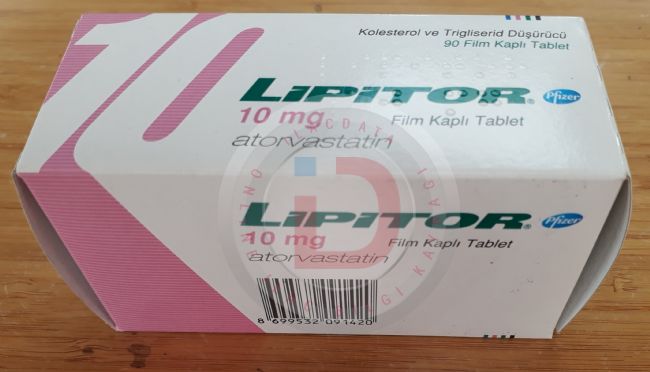 10
Kolesterol ve Trigliserid Düşürücü
90 Film Kaplı Tablet
LIPITOR
Pfizer
10 mg
Film Kaplı Tablet
atorvastatin
LIPITOR
Pfizer
10 mg
Film Kaplı Tablet
atorvastatin
8 699532 091420